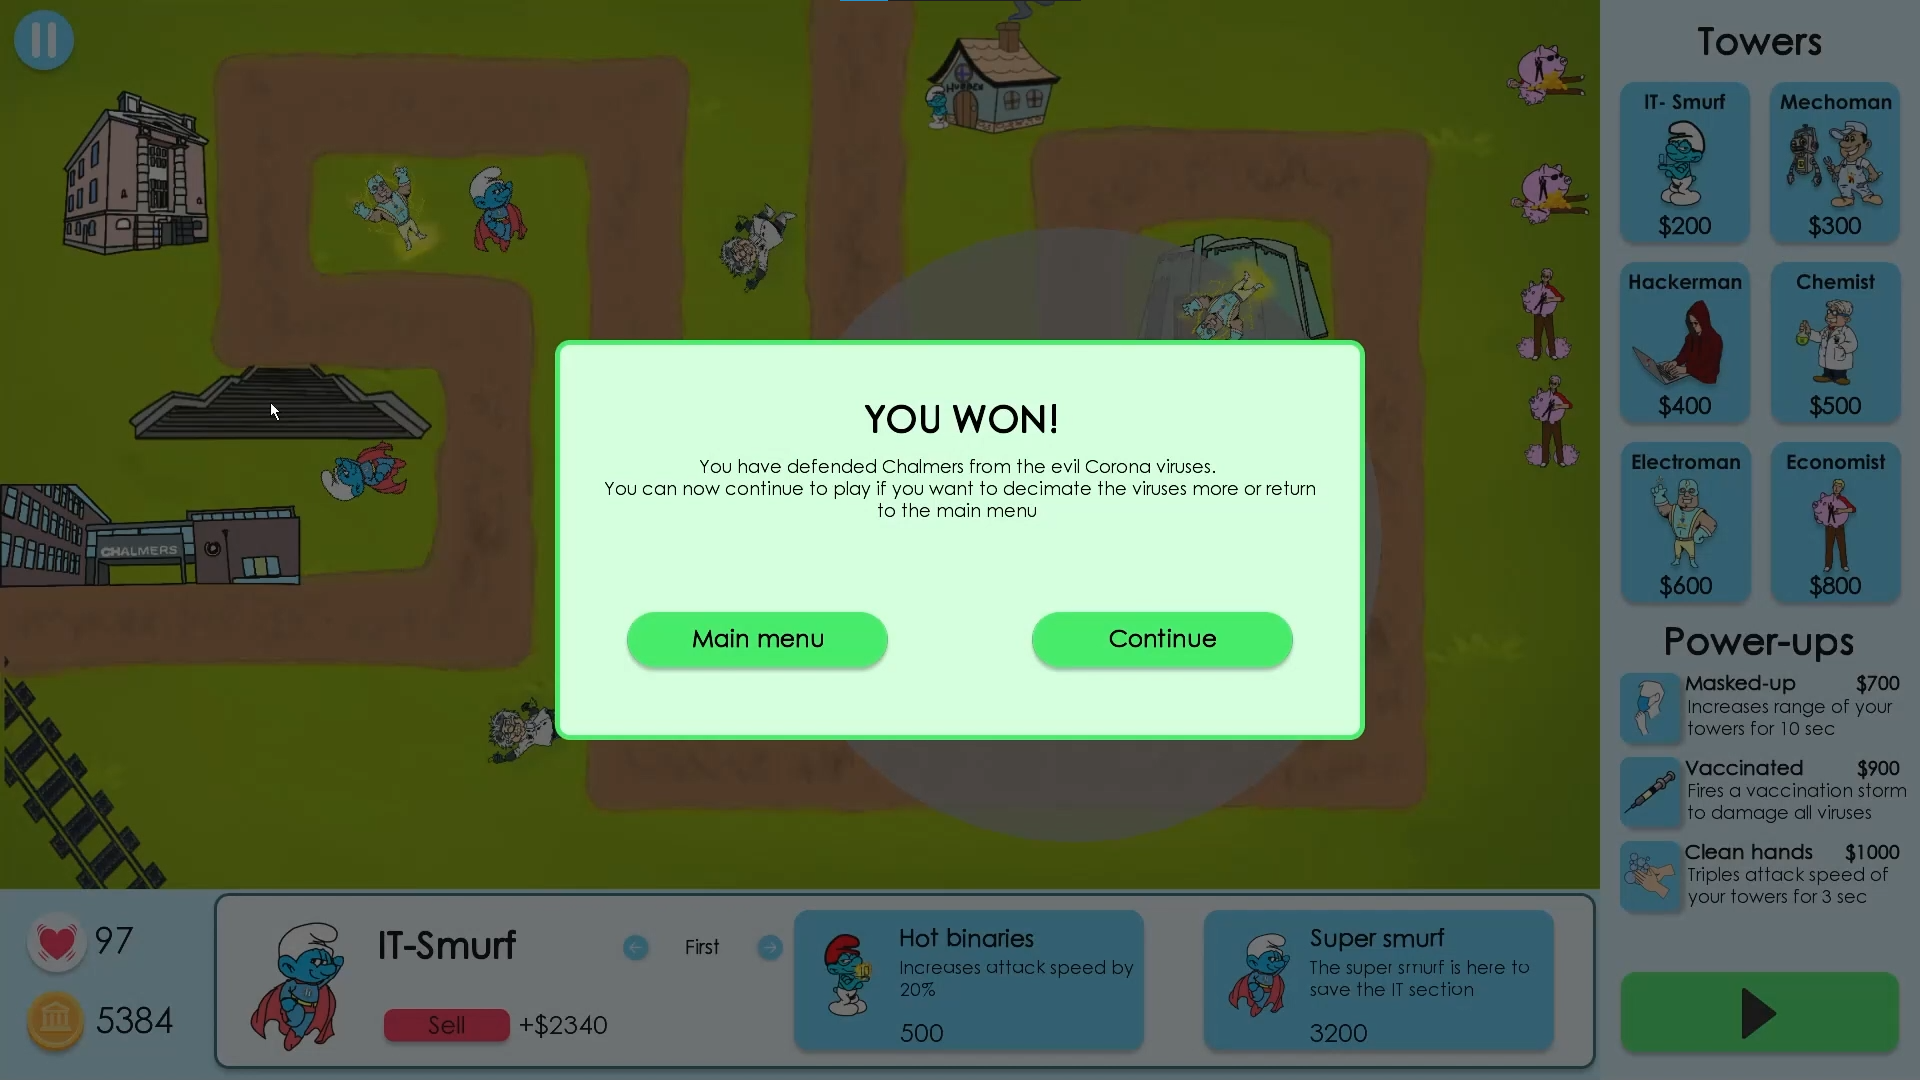 Towers
IT- Smurf
Mechoman
$200
$300
Hackerman
Chemist
$400
$500
Electroman
Economist
$600
$800
Power-ups
Masked-up $700
Increases range of your
towers for 10 sec
Vaccinated $900
Fires a vaccination storm
to damage all viruses
Clean hands $1000
Triples attack speed of
your towers for 3 sec
HUBBEN
CHALMERS
YOU WON!
You have defended Chalmers from the evil Corona viruses.
You can now continue to play if you want to decimate the viruses more or return
to the main menu
Main menu
Continue
97
5384
IT-Smurf
First
Sell +$2340
Hot binaries
Increases attack speed by
20%
500
Super smurf
The super smurf is here to
save the IT section
3200